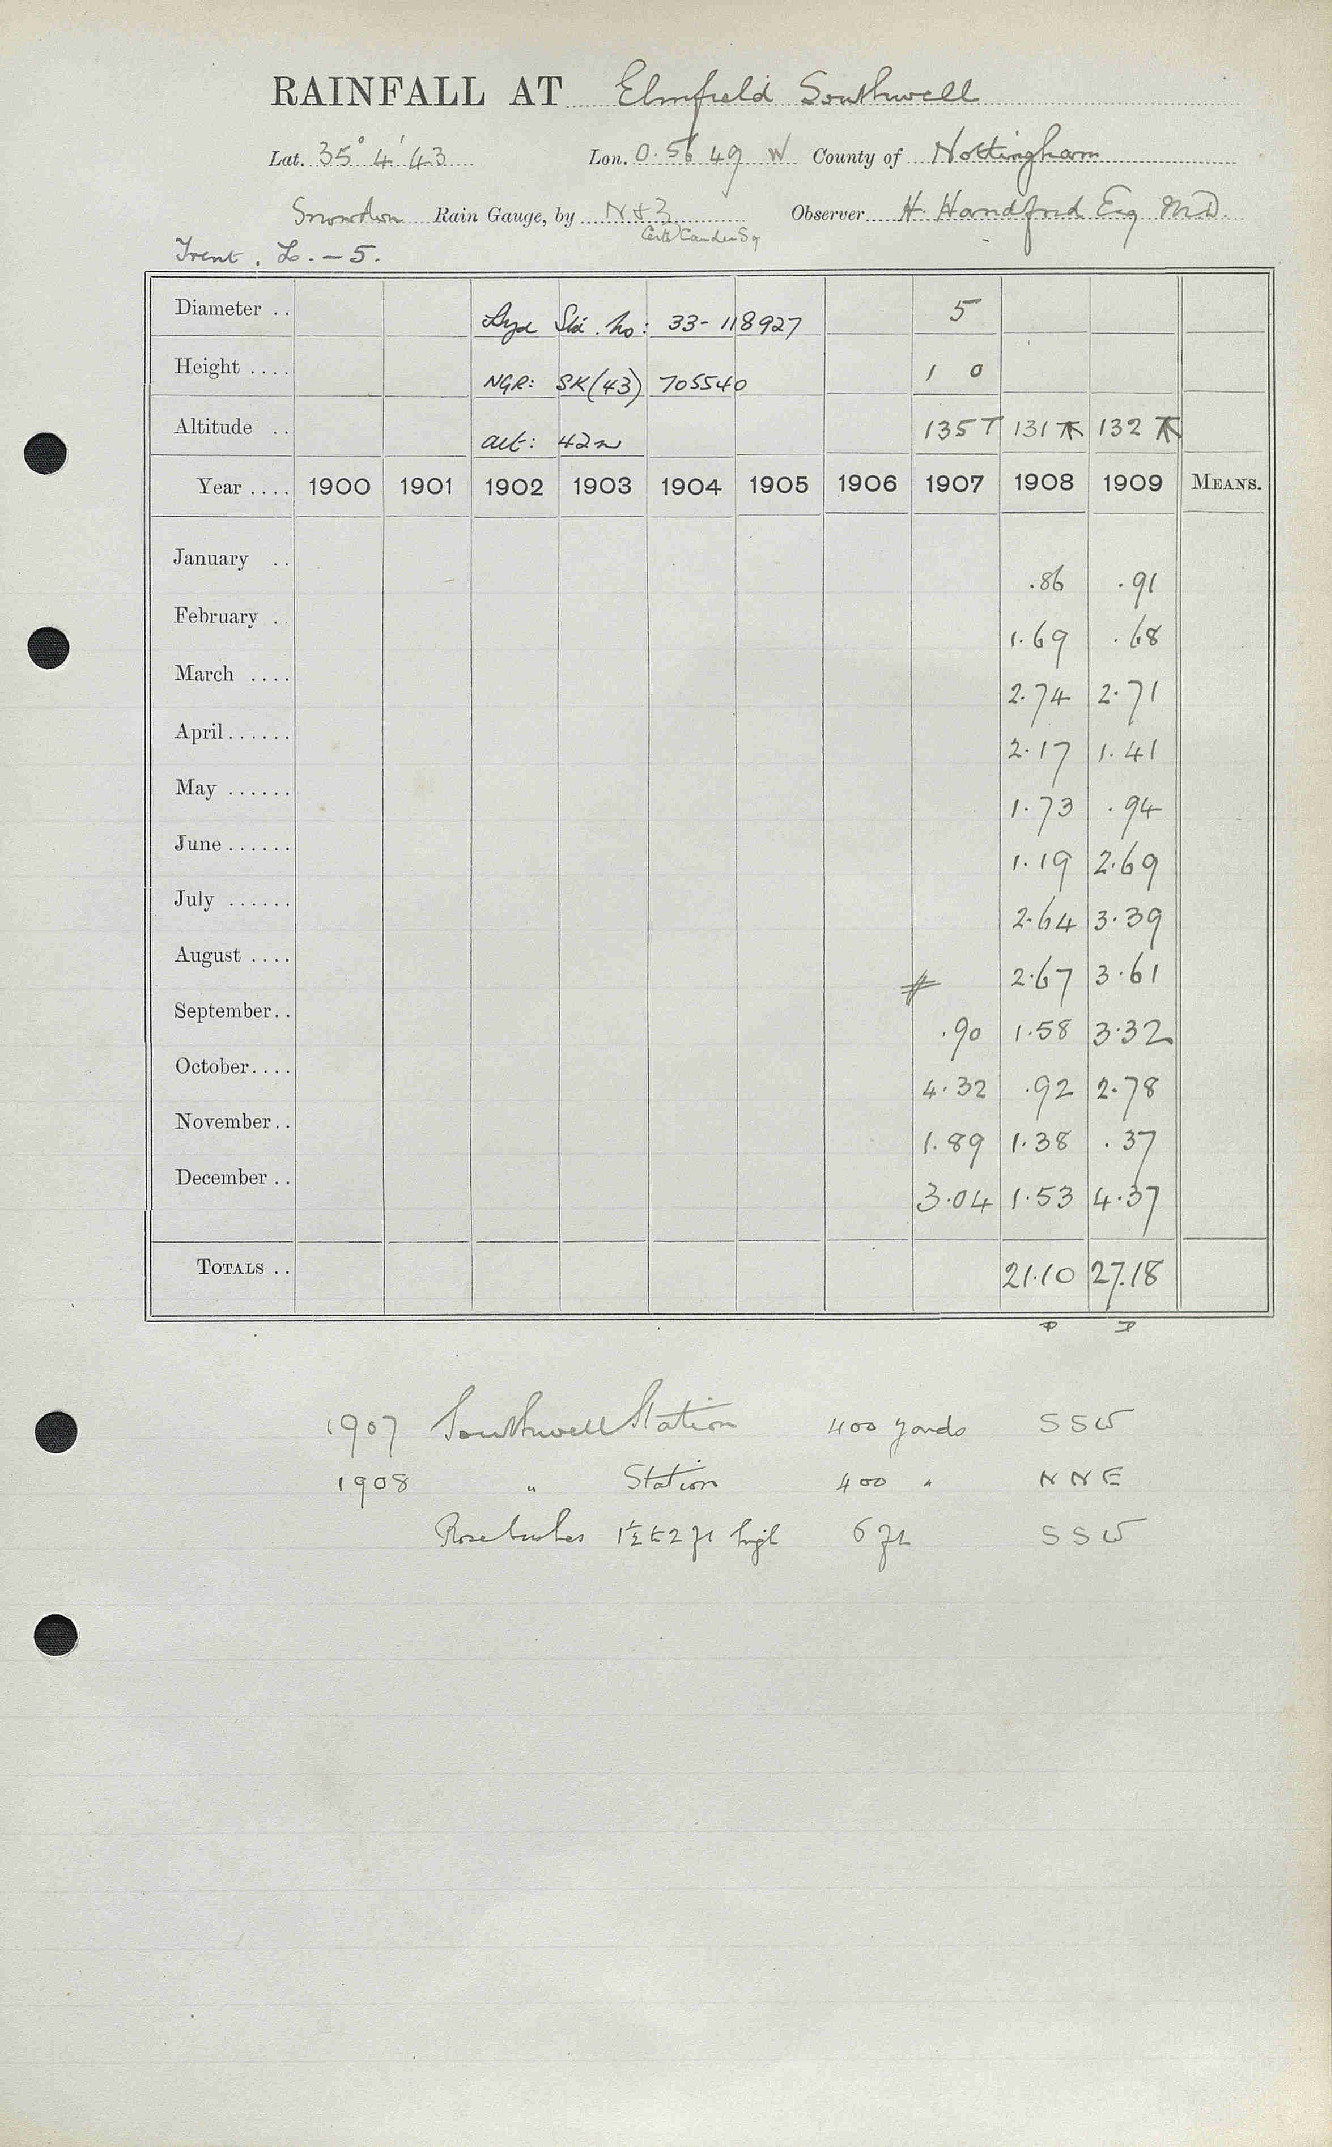 RAINFALL AT Elmfield Southwell
Lat. 35° 4' 43 Lon. 0. 56 49 W County of Nottingham
Snowdon Rain Gauge, by N & Z Observer H. Handford Esq MD.
Certd Camden Sq
Trent. L. - 5.
Diameter .. 5
Stn. No: 33-118927
Height .... 1 0
NGR: SK(43) 705540
Altitude .. 135 T 131 132
alt: 42m
Year .... 1900 1901 1902 1903 1904 1905 1906 1907 1908 1909 MEANS.
January .. .86 .91
February . 1.69 .68
March .... 2.74 2.71
April...... 2.17 1.41
May ...... 1.73 .94
June ...... 1.19 2.69
July ...... 2.64 3.39
August .... # 2.67 3.61
September.. .90 1.58 3.32
October.... 4.32 .92 2.78
November.. 1.89 1.38 .37
December .. 3.04 1.53 4.37
TOTALS .. 21.10 27.18
1907 Southwell Station 400 yards SSW
1908 " Station 400 " NNE
Rose bushes 1½ to 2 ft high 6 ft SSW